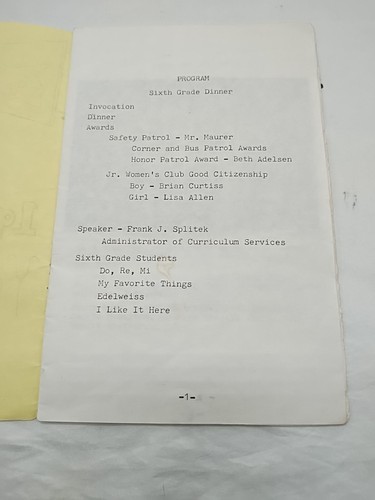 PROGRAM
Sixth Grade Dinner
Invocation
Dinner
Awards
Safety Patrol - Mr. Maurer
Corner and Bus Patrol Awards
Honor Patrol Award - Beth Adelsen
Jr. Women's Club Good Citizenship
Boy - Brian Curtiss
Girl - Lisa Allen
Speaker - Frank J. Splitek
Administrator of Curriculum Services
Sixth Grade Students
Do, Re, Mi
My Favorite Things
Edelweiss
I Like It Here
-1-